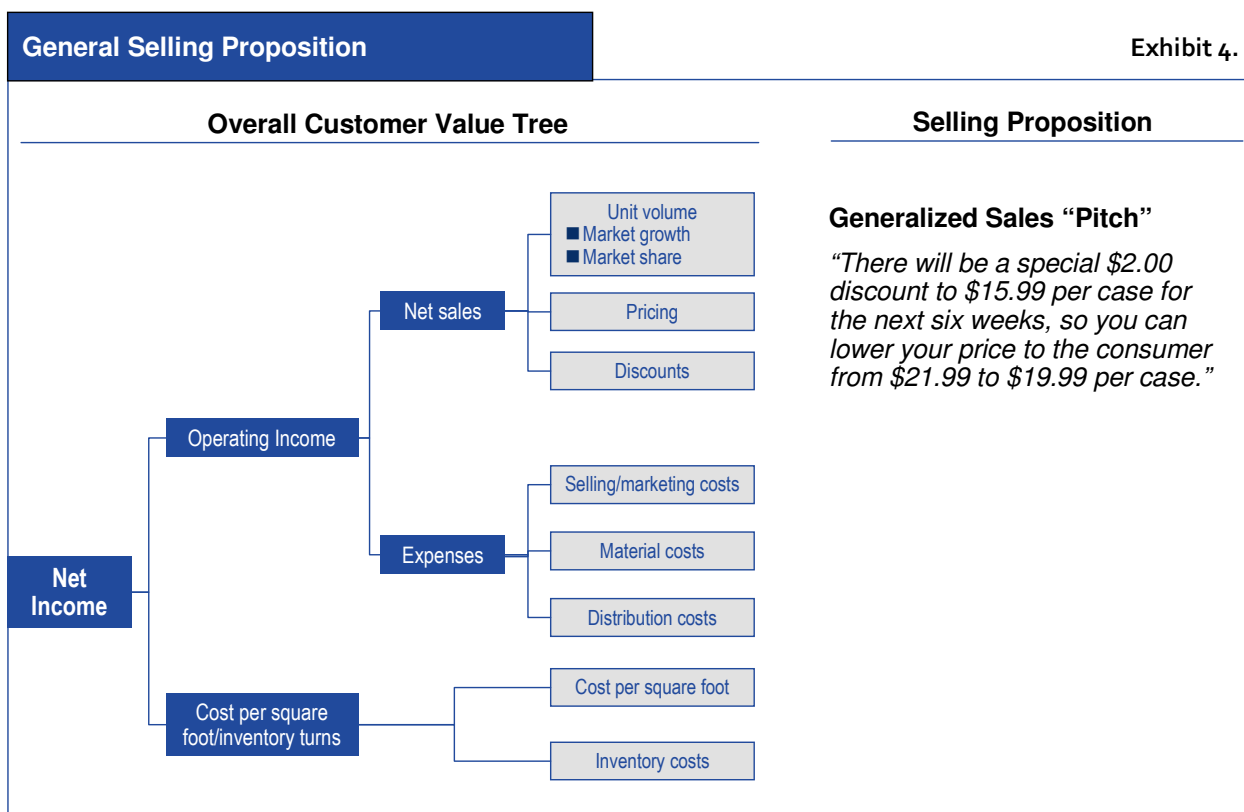 General Selling Proposition
Exhibit 4.
Overall Customer Value Tree
Selling Proposition
Unit volume
■ Market growth
■ Market share
Net sales
Pricing
Discounts
Operating Income
Selling/marketing costs
Expenses
Material costs
Distribution costs
Net
Income
Cost per square
foot/inventory turns
Cost per square foot
Inventory costs
Generalized Sales “Pitch”
“There will be a special $2.00
discount to $15.99 per case for
the next six weeks, so you can
lower your price to the consumer
from $21.99 to $19.99 per case.”